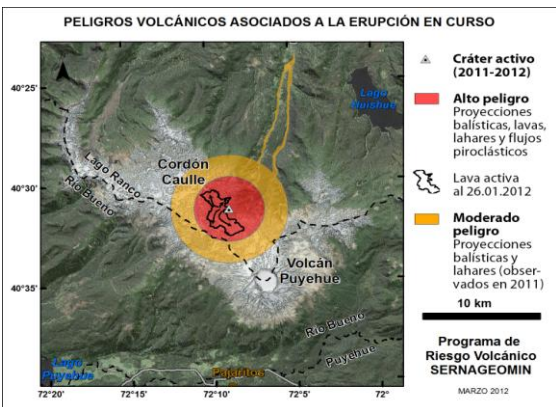 PELIGROS VOLCÁNICOS ASOCIADOS A LA ERUPCIÓN EN CURSO
40°25'
40°30'
40°35'
Lago
Huishue
Cordón
Caulle
Lago Ranco
Río Bueno
Volcán
Puyehue
Río Bueno
Puyehue
Lago
Puyehue
Pajaritos
72°20'
72°15'
72°10'
72°5'
72°
Cráter activo
(2011-2012)
Alto peligro
Proyecciones
balísticas, lavas,
lahares y flujos
piroclásticos
Lava activa
al 26.01.2012
Moderado
peligro
Proyecciones
balísticas y
lahares (obser-
vados en 2011)
10 km
Programa de
Riesgo Volcánico
SERNAGEOMIN
MARZO 2012